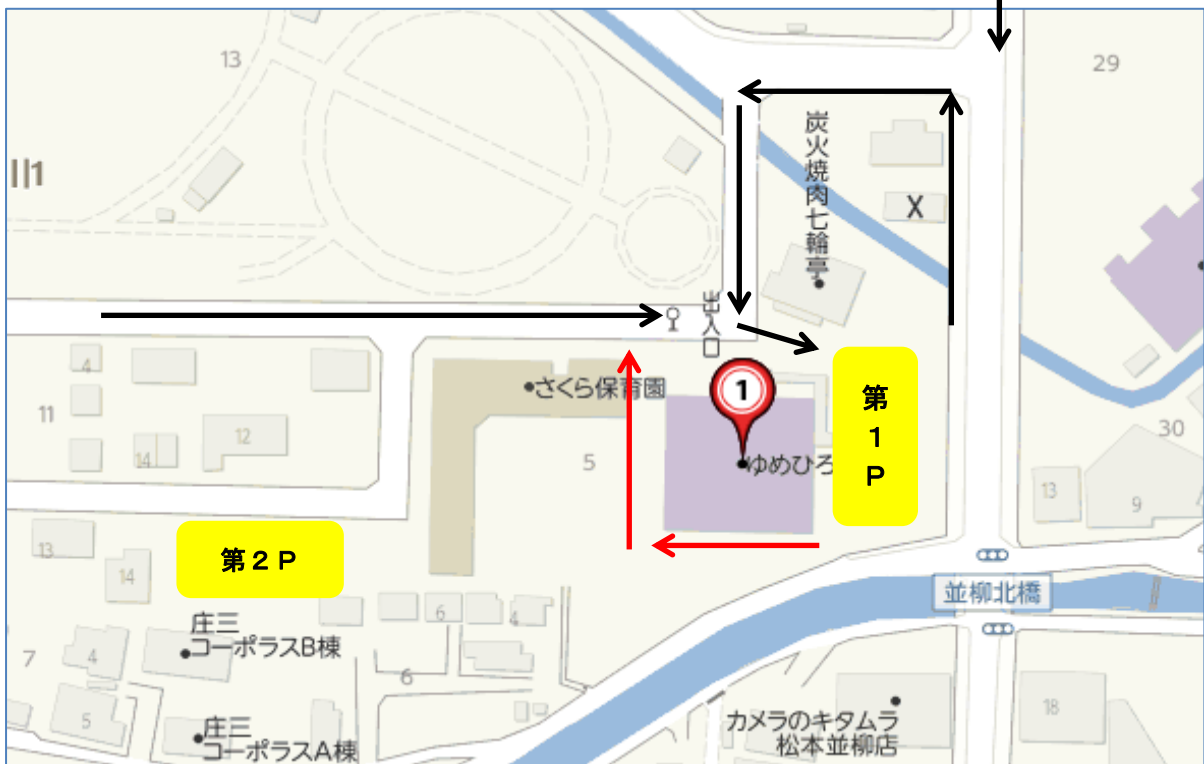 13
29
川1
炭火焼肉七輪亭
X
出入口
4
さくら保育園
1
第1P
11
12
14
5
ゆめひろ
30
13
9
13
14
第2P
並柳北橋
6
4
庄三
コーポラスB棟
7
4
6
5
庄三
コーポラスA棟
カメラのキタムラ
松本並柳店
18